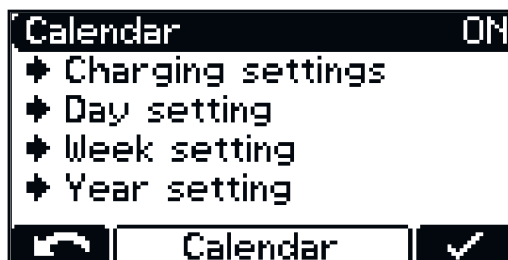 Calendar ON
Charging settings
Day setting
Week setting
Year setting
Calendar